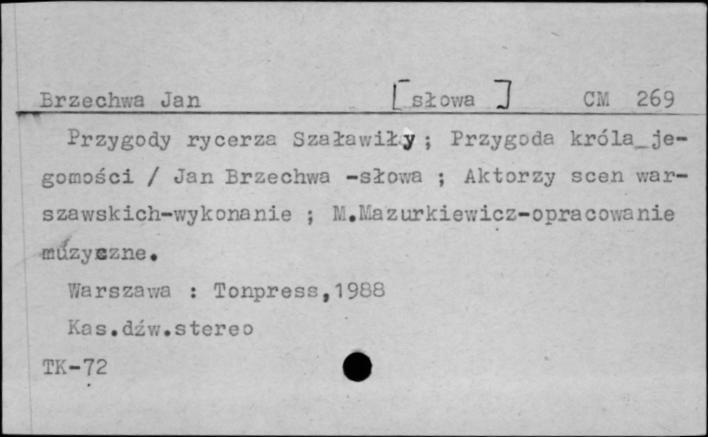 Brzechwa Jan [słowa] CM 269
Przygody rycerza Szaławiły ; Przygoda króla_je-
gomości / Jan Brzechwa -słowa ; Aktorzy scen war-
szawskich-wykonanie ; M.Mazurkiewicz-opracowanie
muzyczne.
Warszawa : Tonpress,1988
Kas.dźw.stereo
TK-72